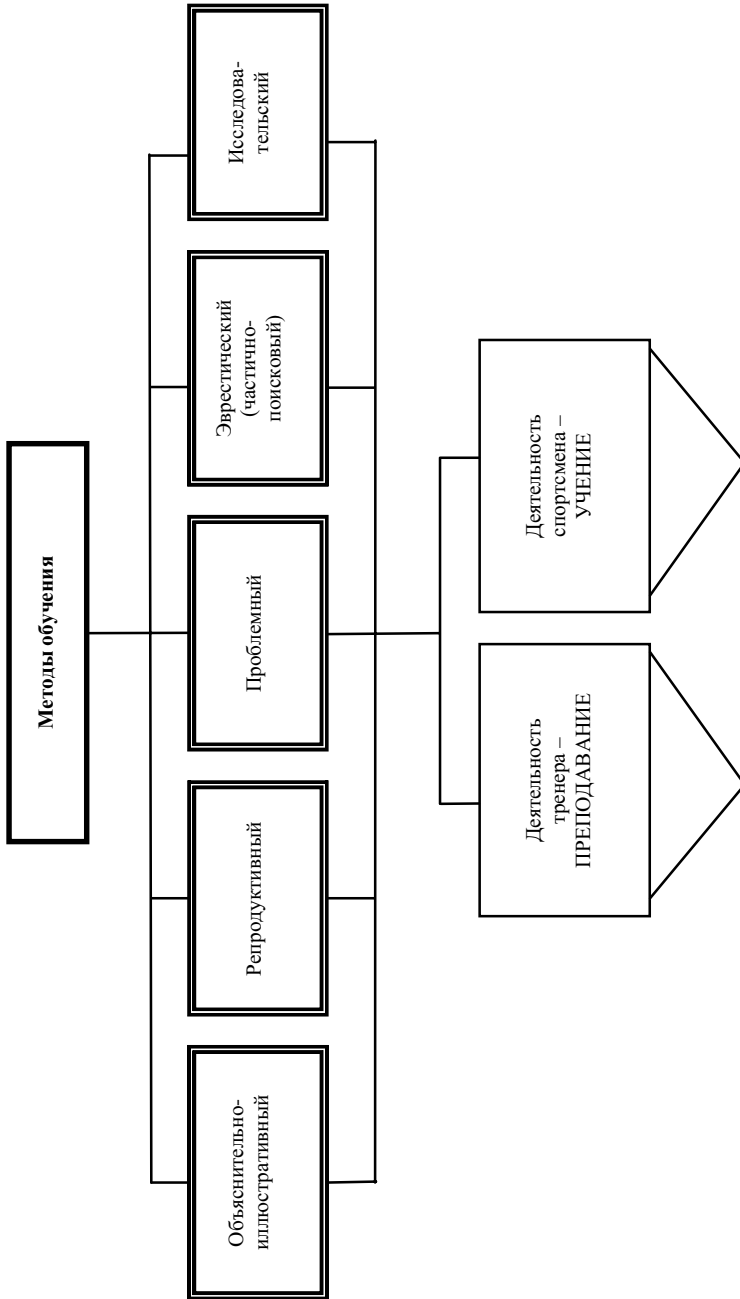 Методы обучения
Объяснительно-
иллюстративный
Репродуктивный
Проблемный
Эврестический
(частично-
поисковый)
Исследова-
тельский
Деятельность
тренера –
ПРЕПОДАВАНИЕ
Деятельность
спортсмена –
УЧЕНИЕ